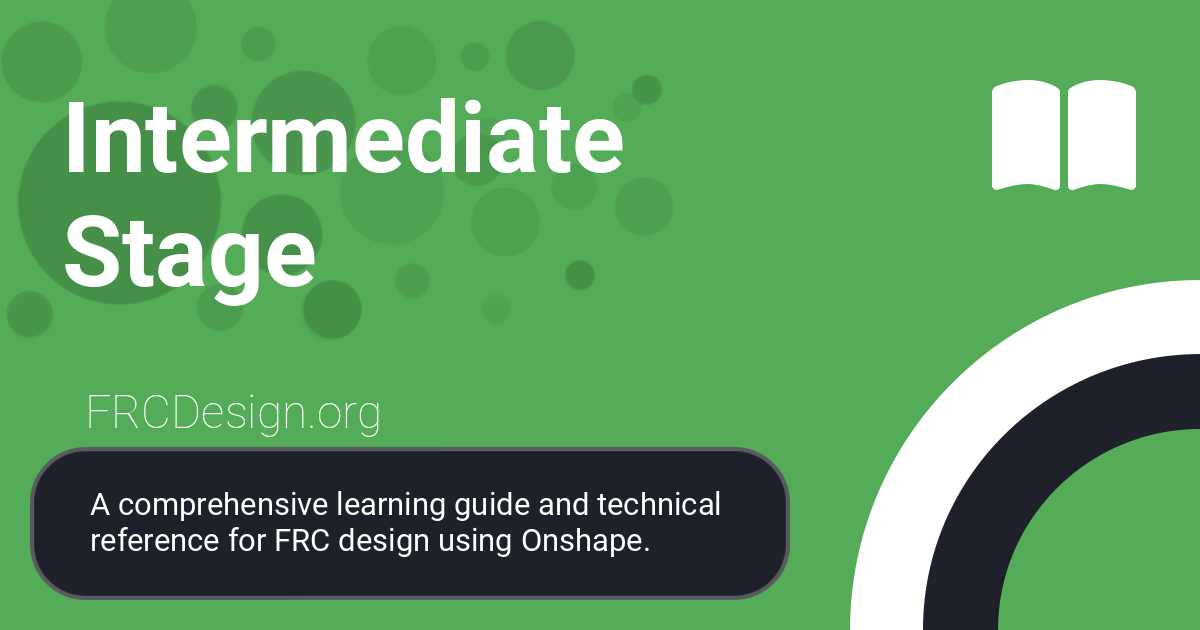 Intermediate
Stage
FRCDesign.org
A comprehensive learning guide and technical
reference for FRC design using Onshape.